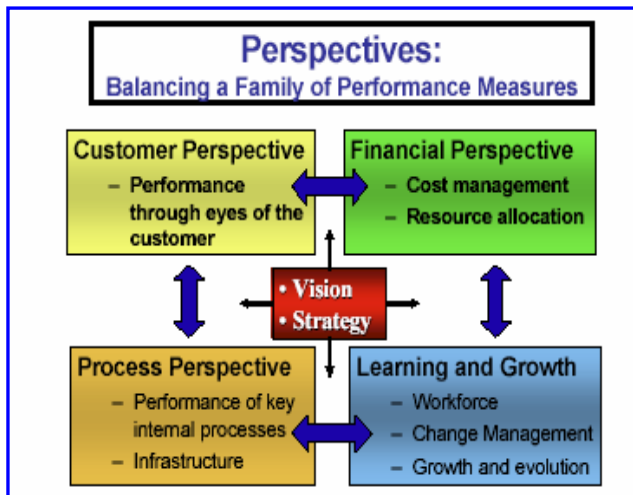 Perspectives:
Balancing a Family of Performance Measures
Customer Perspective
– Performance
through eyes of the
customer
Financial Perspective
– Cost management
– Resource allocation
• Vision
• Strategy
Process Perspective
– Performance of key
internal processes
– Infrastructure
Learning and Growth
– Workforce
– Change Management
– Growth and evolution